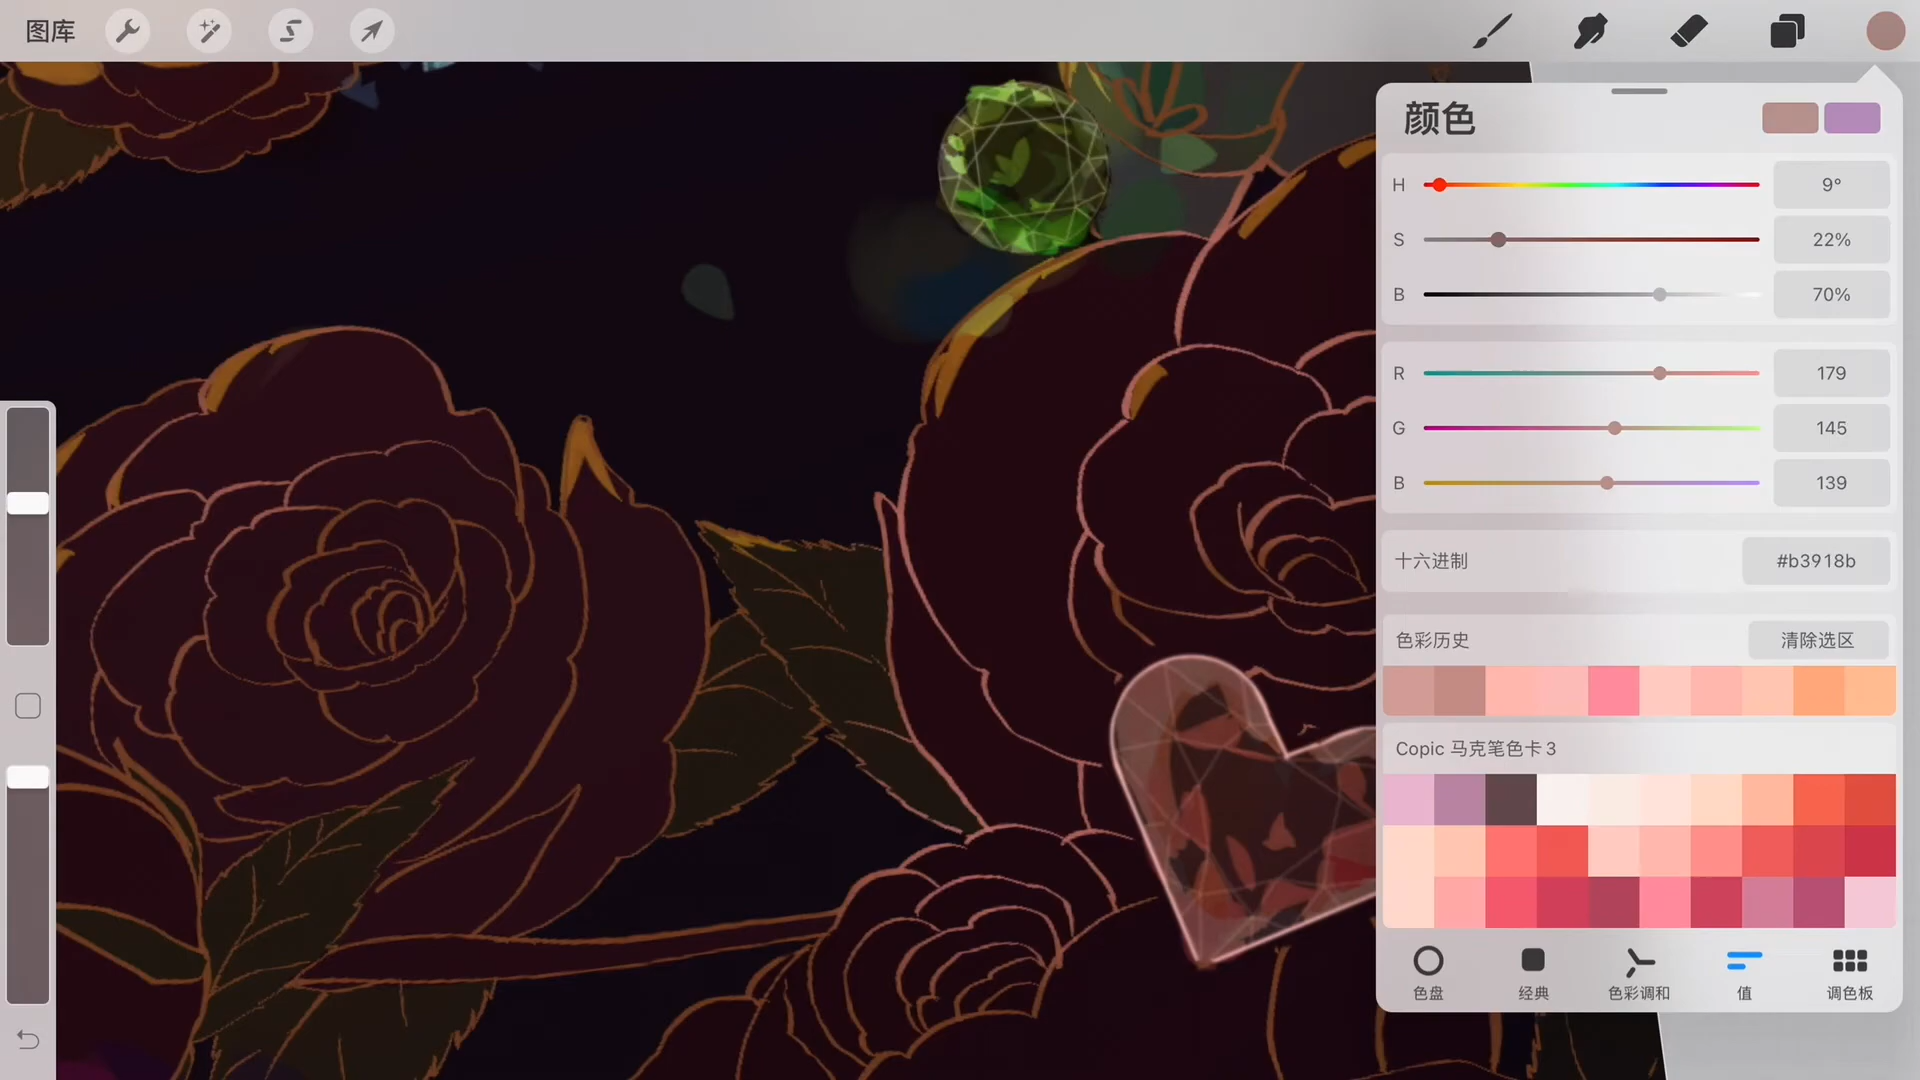 图库
颜色
H 9°
S 22%
B 70%
R 179
G 145
B 139
十六进制 #b3918b
色彩历史 清除选区
Copic 马克笔色卡 3
色盘 经典 色彩调和 值 调色板